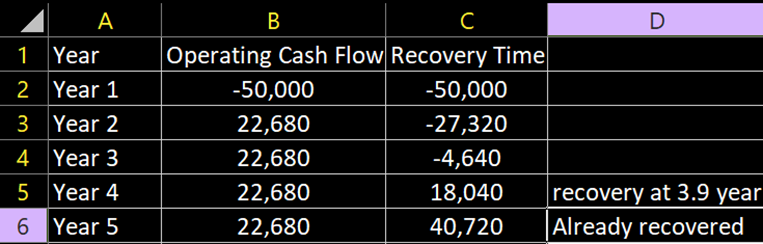 A B C D
1 Year Operating Cash Flow Recovery Time
2 Year 1 -50,000 -50,000
3 Year 2 22,680 -27,320
4 Year 3 22,680 -4,640
5 Year 4 22,680 18,040 recovery at 3.9 year
6 Year 5 22,680 40,720 Already recovered